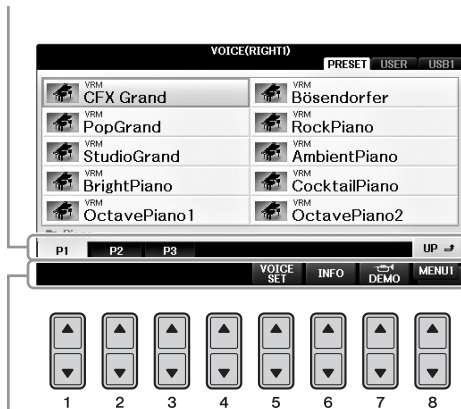 VOICE(RIGHT1)
PRESET USER USB1
VRM VRM
CFX Grand Bösendorfer
VRM VRM
PopGrand RockPiano
VRM VRM
StudioGrand AmbientPiano
VRM VRM
BrightPiano CocktailPiano
VRM VRM
OctavePiano1 OctavePiano2
P1 P2 P3 UP
VOICE SET INFO DEMO MENU1
1 2 3 4 5 6 7 8